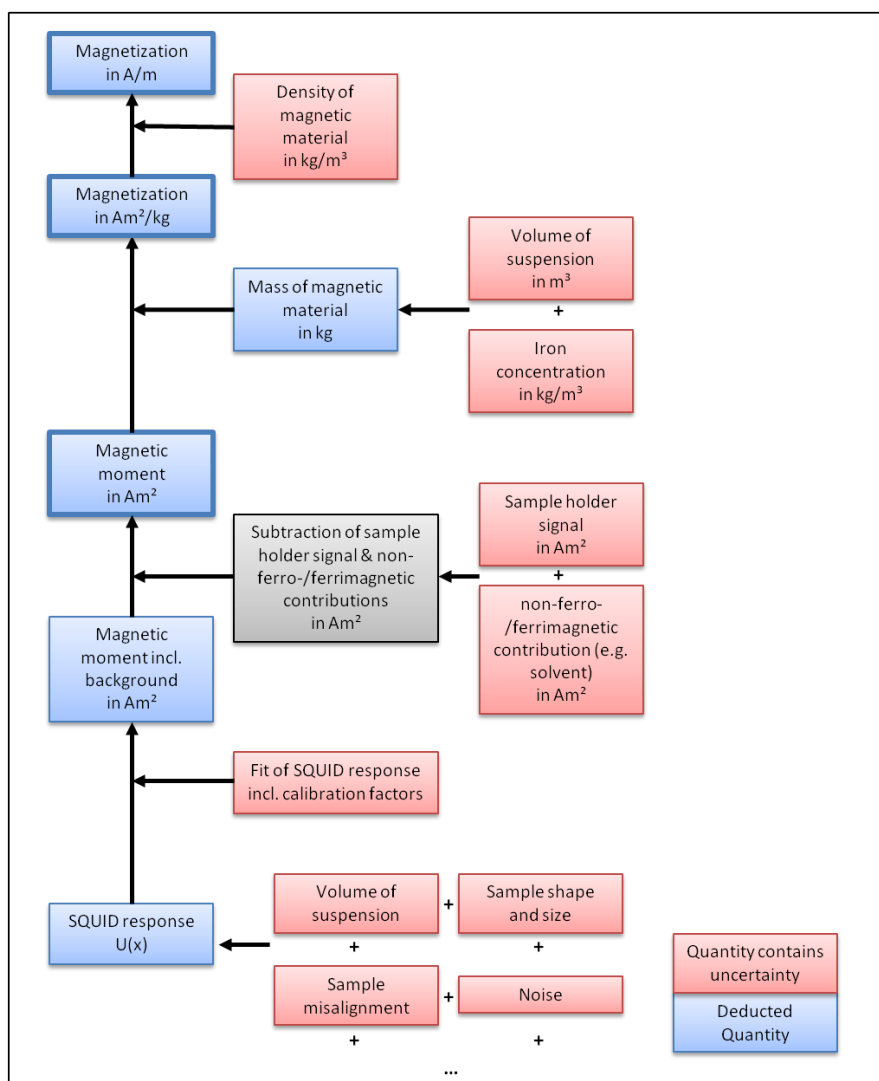 Magnetization
in A/m
Density of
magnetic
material
in kg/m³
Magnetization
in Am²/kg
Volume of
suspension
in m³
+
Mass of magnetic
material
in kg
Iron
concentration
in kg/m³
Magnetic
moment
in Am²
Subtraction of sample
holder signal & non-
ferro-/ferrimagnetic
contributions
in Am²
Sample holder
signal
in Am²
+
non-ferro-
/ferrimagnetic
contribution (e.g.
solvent)
in Am²
Magnetic
moment incl.
background
in Am²
Fit of SQUID response
incl. calibration factors
SQUID response
U(x)
Volume of
suspension
+
Sample shape
and size
+
+
Sample
misalignment
+
Noise
+
+
...
Quantity contains
uncertainty
Deducted
Quantity